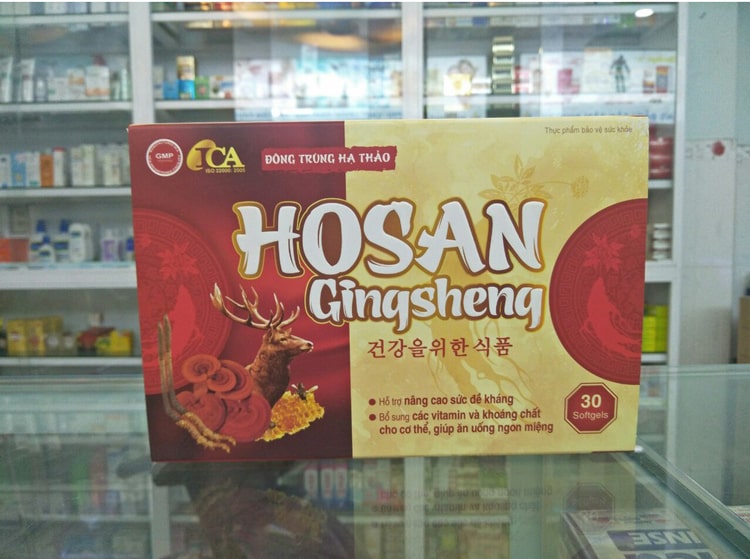 Thực phẩm bảo vệ sức khỏe
GMP
TCA
ISO 22000: 2005
ĐÔNG TRÙNG HẠ THẢO
HOSAN
Gingsheng
건강을위한식품
Hỗ trợ nâng cao sức đề kháng
Bổ sung các vitamin và khoáng chất
cho cơ thể, giúp ăn uống ngon miệng
30
Softgels
INSE